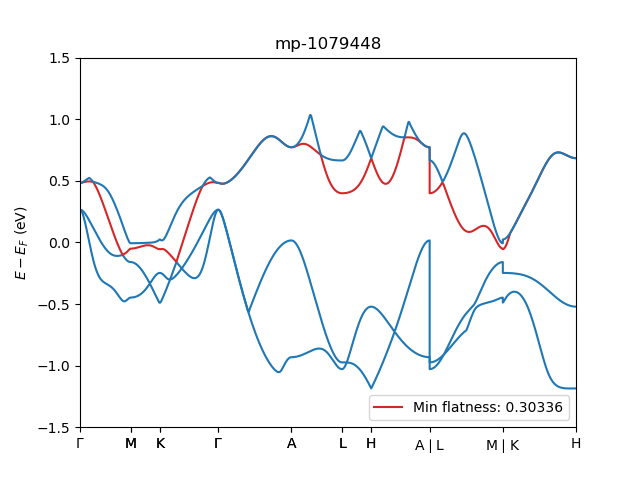 mp-1079448
E − E_F (eV)
1.5
1.0
0.5
0.0
−0.5
−1.0
−1.5
Min flatness: 0.30336
Γ M K Γ A L H A | L M | K H